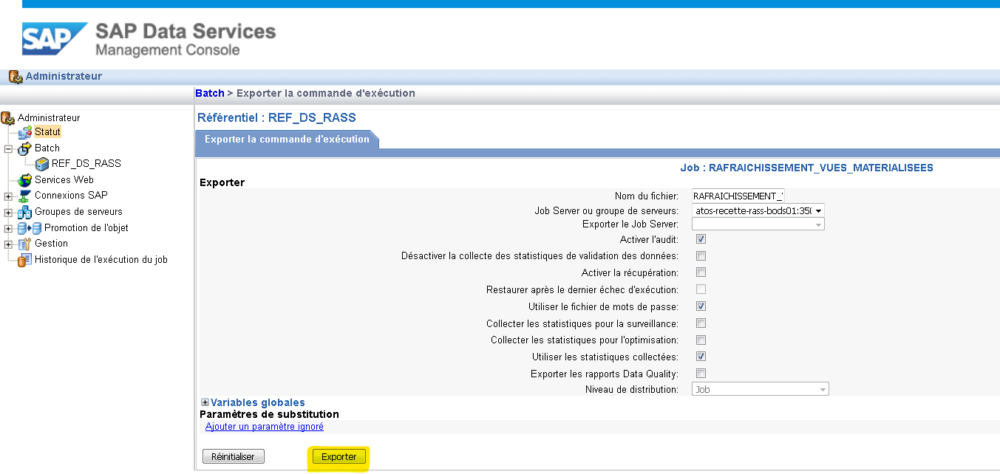 SAP SAP Data Services
Management Console
Administrateur
Batch > Exporter la commande d'exécution
Administrateur
Statut
Batch
REF_DS_RASS
Services Web
Connexions SAP
Groupes de serveurs
Promotion de l'objet
Gestion
Historique de l'exécution du job
Référentiel : REF_DS_RASS
Exporter la commande d'exécution
Job : RAFRAICHISSEMENT_VUES_MATERIALISEES
Exporter
Nom du fichier: RAFRAICHISSEMENT_
Job Server ou groupe de serveurs: atos-recette-rass-bods01:350
Exporter le Job Server:
Activer l'audit:
Désactiver la collecte des statistiques de validation des données:
Activer la récupération:
Restaurer après le dernier échec d'exécution:
Utiliser le fichier de mots de passe:
Collecter les statistiques pour la surveillance:
Collecter les statistiques pour l'optimisation:
Utiliser les statistiques collectées:
Exporter les rapports Data Quality:
Niveau de distribution: Job
Variables globales
Paramètres de substitution
Ajouter un paramètre ignoré
Réinitialiser Exporter